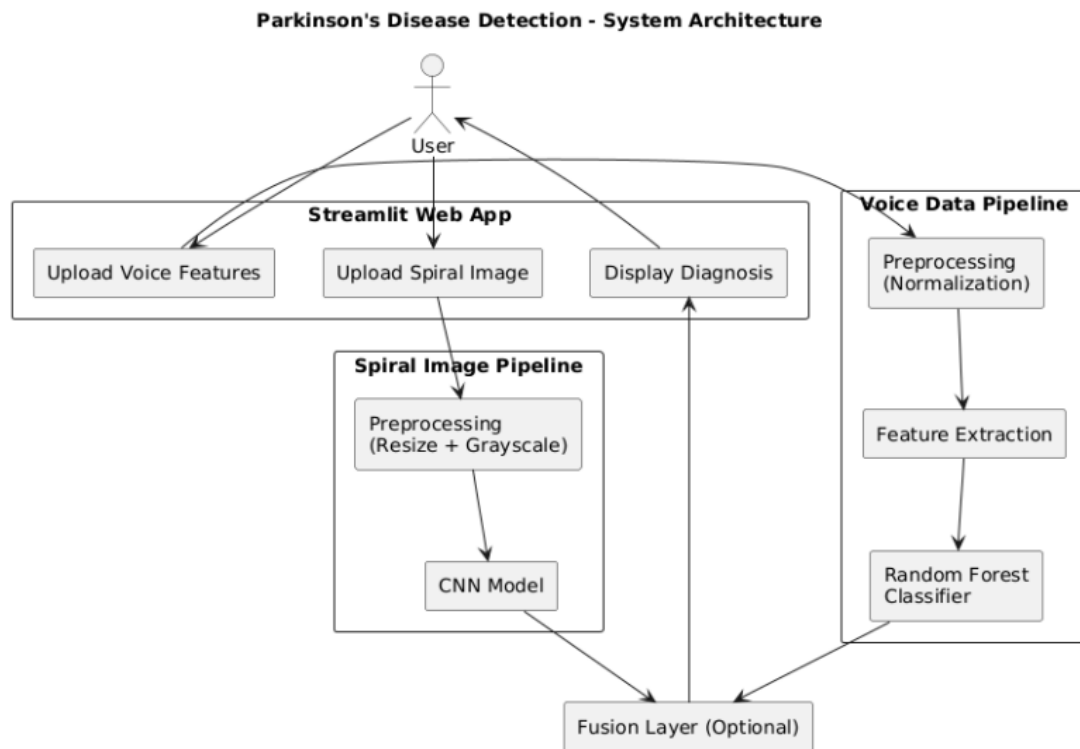 Parkinson's Disease Detection - System Architecture
User
Streamlit Web App
Upload Voice Features
Upload Spiral Image
Display Diagnosis
Voice Data Pipeline
Preprocessing
(Normalization)
Feature Extraction
Random Forest
Classifier
Spiral Image Pipeline
Preprocessing
(Resize + Grayscale)
CNN Model
Fusion Layer (Optional)